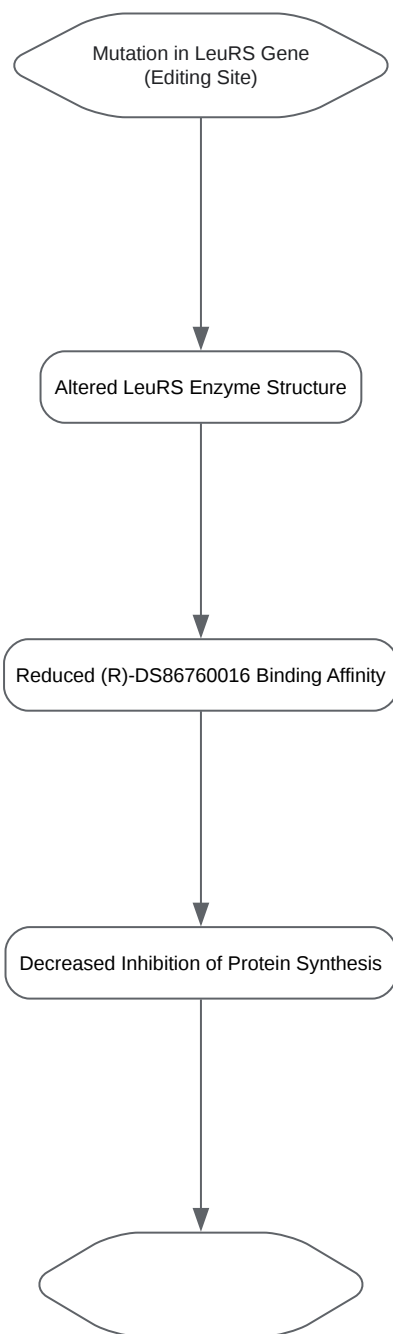 Mutation in LeuRS Gene
(Editing Site)
Altered LeuRS Enzyme Structure
Reduced (R)-DS86760016 Binding Affinity
Decreased Inhibition of Protein Synthesis